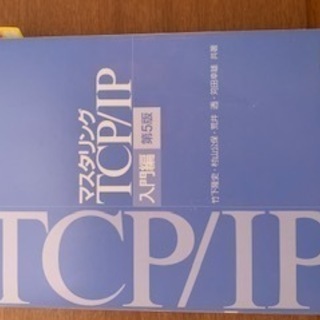 マスタリング
TCP/IP
入門編 第5版
竹下隆史・村山公保・荒井 透・苅田幸雄 共著
TCP/IP